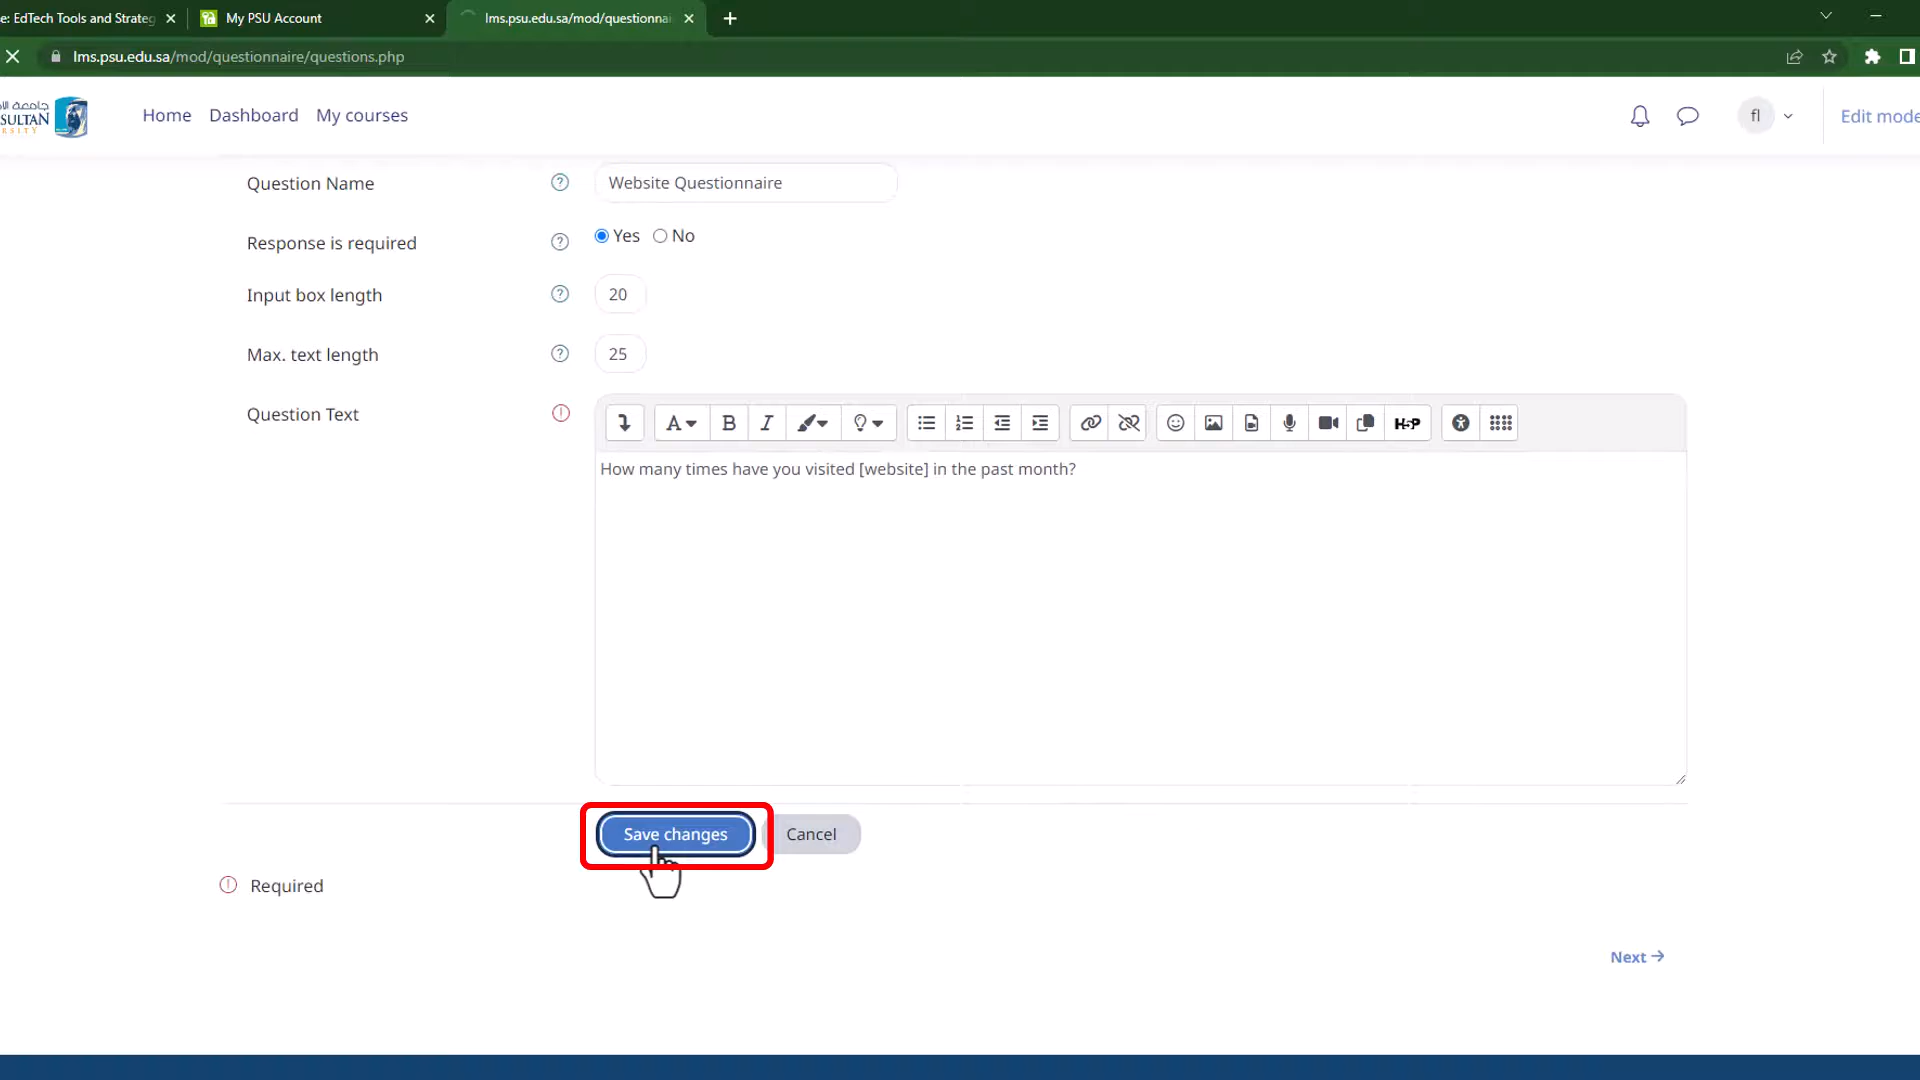 e: EdTech Tools and Strateg
My PSU Account
lms.psu.edu.sa/mod/questionnai
lms.psu.edu.sa/mod/questionnaire/questions.php
SULTAN
RSITY
Home
Dashboard
My courses
fl
Edit mode
Question Name
Website Questionnaire
Response is required
Yes
No
Input box length
20
Max. text length
25
Question Text
H-P
How many times have you visited [website] in the past month?
Save changes
Cancel
Required
Next